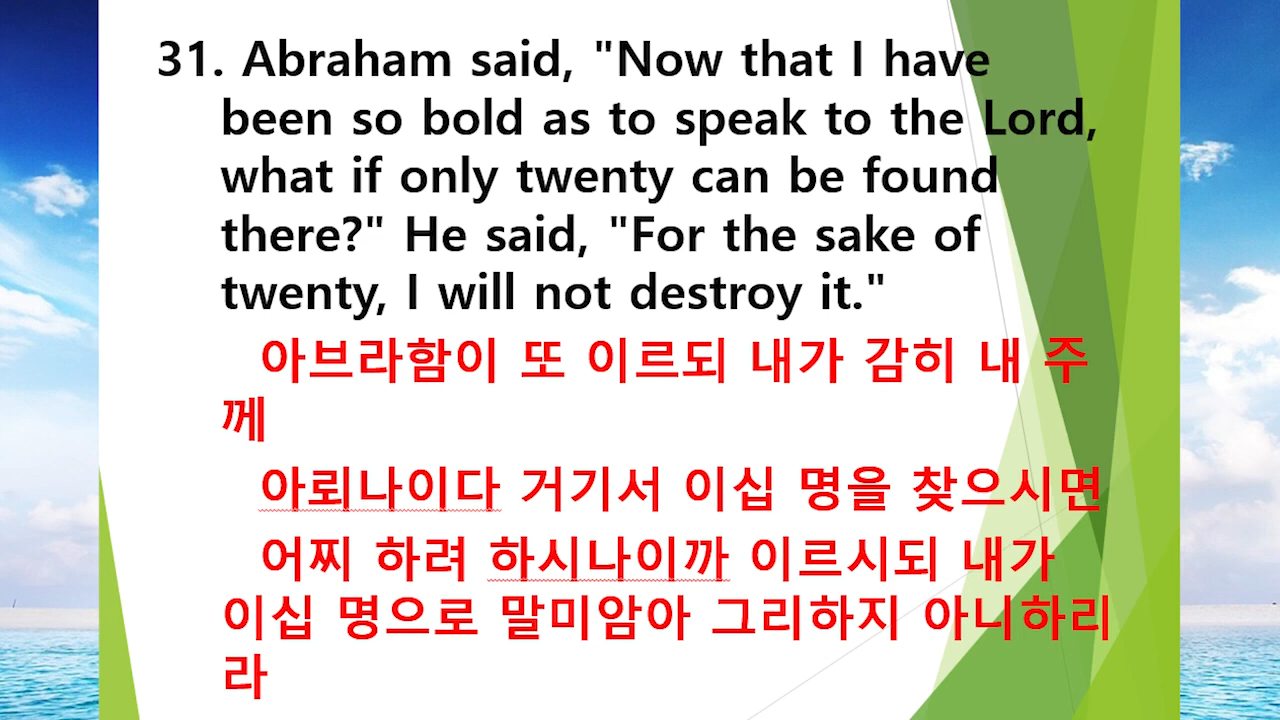 31. Abraham said, "Now that I have
been so bold as to speak to the Lord,
what if only twenty can be found
there?" He said, "For the sake of
twenty, I will not destroy it."
아브라함이 또 이르되 내가 감히 내 주
께
아뢰나이다 거기서 이십 명을 찾으시면
어찌 하려 하시나이까 이르시되 내가
이십 명으로 말미암아 그리하지 아니하리
라